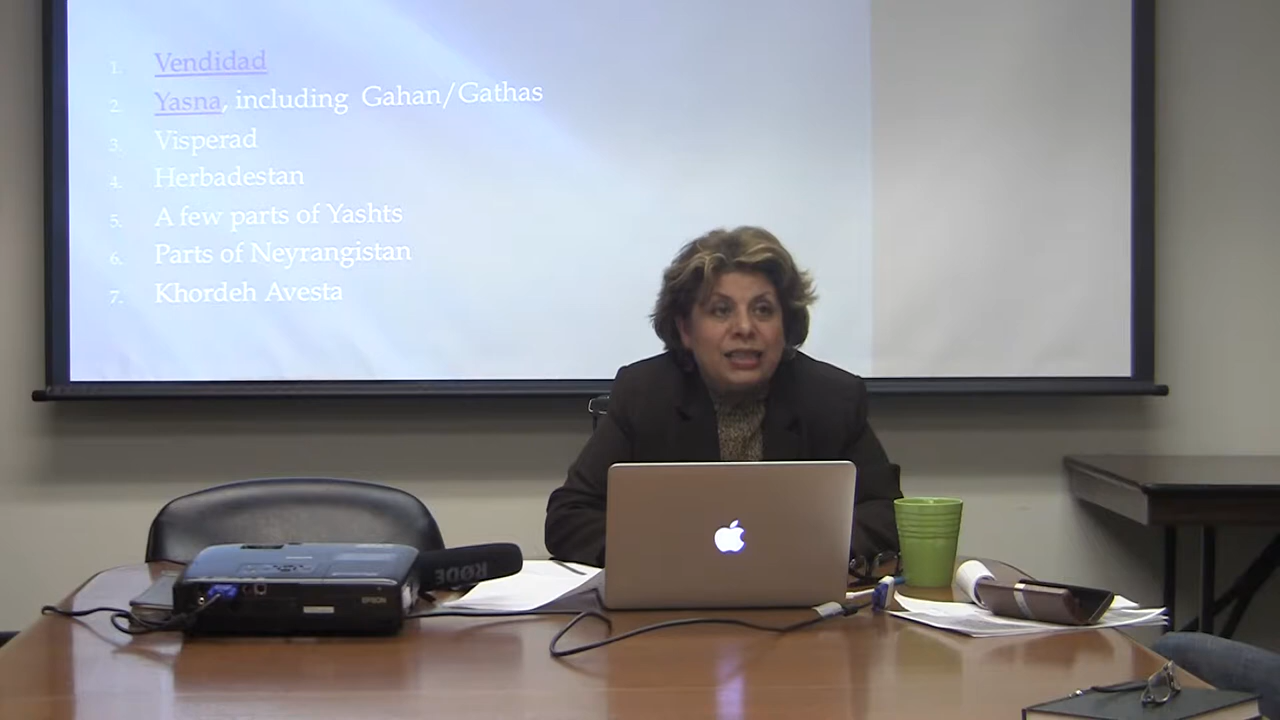 1. Vendidad
2. Yasna, including Gahan/Gathas
3. Visperad
4. Herbadestan
5. A few parts of Yashts
6. Parts of Neyrangistan
7. Khordeh Avesta
RØDE
EPSON